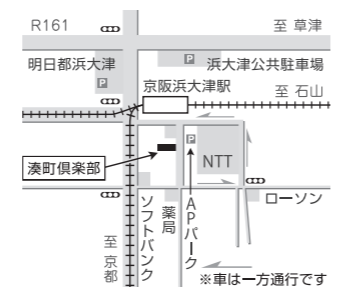 R161
至 草津
明日都浜大津
P
P
浜大津公共駐車場
京阪浜大津駅
至 石山
P
NTT
湊町倶楽部
ソフトバンク
薬局
APパーク
ローソン
至 京都
※車は一方通行です